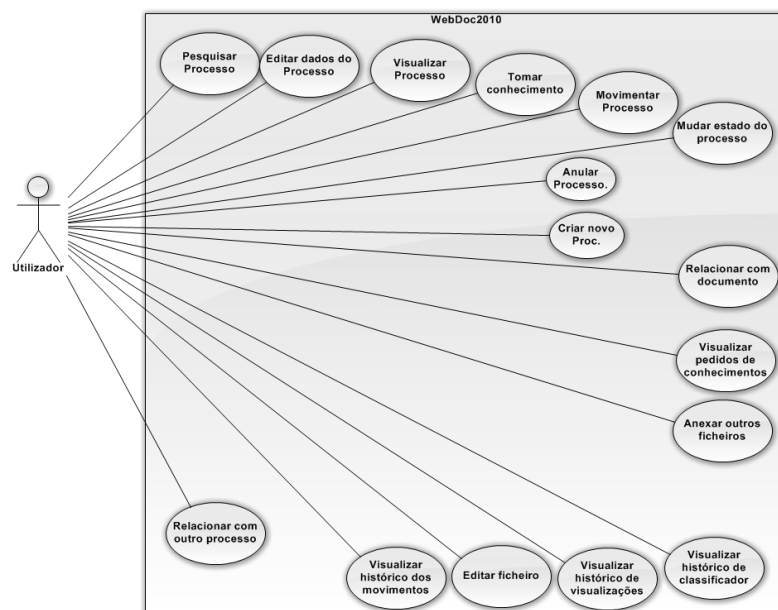 WebDoc2010
Pesquisar
Processo
Editar dados do
Processo
Visualizar
Processo
Tomar
conhecimento
Movimentar
Processo
Mudar estado do
processo
Anular
Processo.
Criar novo
Proc.
Utilizador
Relacionar com
documento
Visualizar
pedidos de
conhecimentos
Anexar outros
ficheiros
Relacionar com
outro processo
Visualizar
histórico dos
movimentos
Editar ficheiro
Visualizar
histórico de
visualizações
Visualizar
histórico de
classificador